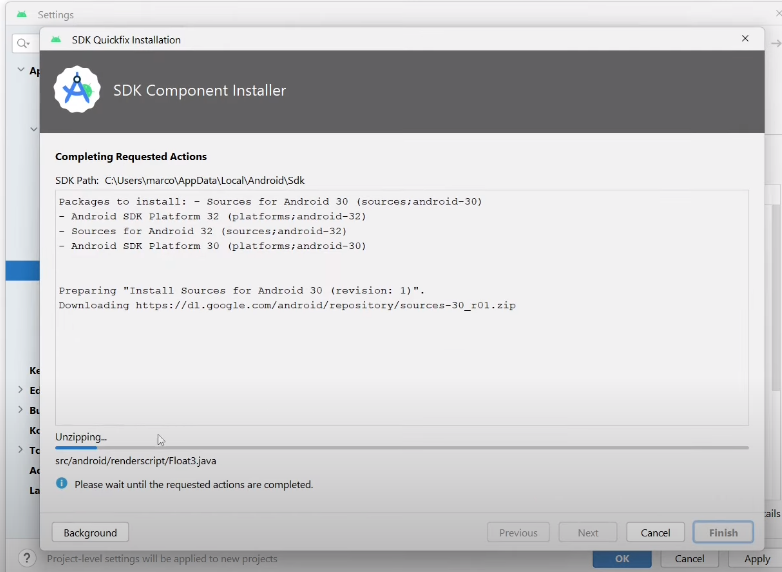 Settings
SDK Quickfix Installation
SDK Component Installer
Completing Requested Actions
SDK Path: C:\Users\marco\AppData\Local\Android\Sdk
Packages to install: - Sources for Android 30 (sources;android-30)
- Android SDK Platform 32 (platforms;android-32)
- Sources for Android 32 (sources;android-32)
- Android SDK Platform 30 (platforms;android-30)
Preparing "Install Sources for Android 30 (revision: 1)".
Downloading https://dl.google.com/android/repository/sources-30_r01.zip
Unzipping...
src/android/renderscript/Float3.java
Please wait until the requested actions are completed.
Background Previous Next Cancel Finish
? Project-level settings will be applied to new projects OK Cancel Apply